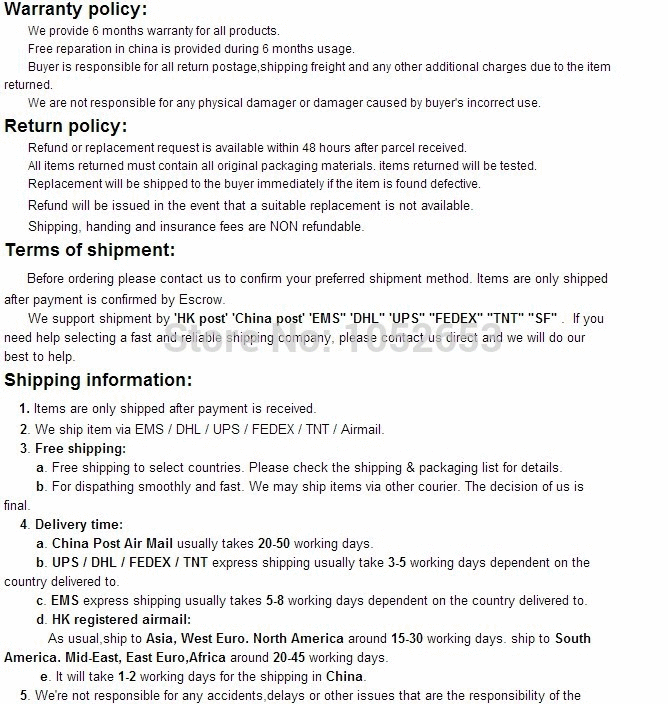 Warranty policy:
We provide 6 months warranty for all products.
Free reparation in china is provided during 6 months usage.
Buyer is responsible for all return postage,shipping freight and any other additional charges due to the item
returned.
We are not responsible for any physical damager or damager caused by buyer's incorrect use.
Return policy:
Refund or replacement request is available within 48 hours after parcel received.
All items returned must contain all original packaging materials. items returned will be tested.
Replacement will be shipped to the buyer immediately if the item is found defective.
Refund will be issued in the event that a suitable replacement is not available.
Shipping, handing and insurance fees are NON refundable.
Terms of shipment:
Before ordering please contact us to confirm your preferred shipment method. Items are only shipped
after payment is confirmed by Escrow.
We support shipment by 'HK post' 'China post' 'EMS" 'DHL" 'UPS" "FEDEX" "TNT" "SF" . If you
need help selecting a fast and reliable shipping company, please contact us direct and we will do our
Store No: 1052653
best to help.
Shipping information:
1. Items are only shipped after payment is received.
2. We ship item via EMS / DHL / UPS / FEDEX / TNT / Airmail.
3. Free shipping:
a. Free shipping to select countries. Please check the shipping & packaging list for details.
b. For dispathing smoothly and fast. We may ship items via other courier. The decision of us is
final.
4. Delivery time:
a. China Post Air Mail usually takes 20-50 working days.
b. UPS / DHL / FEDEX / TNT express shipping usually take 3-5 working days dependent on the
country delivered to.
c. EMS express shipping usually takes 5-8 working days dependent on the country delivered to.
d. HK registered airmail:
As usual,ship to Asia, West Euro. North America around 15-30 working days. ship to South
America. Mid-East, East Euro,Africa around 20-45 working days.
e. It will take 1-2 working days for the shipping in China.
5. We're not responsible for any accidents,delays or other issues that are the responsibility of the